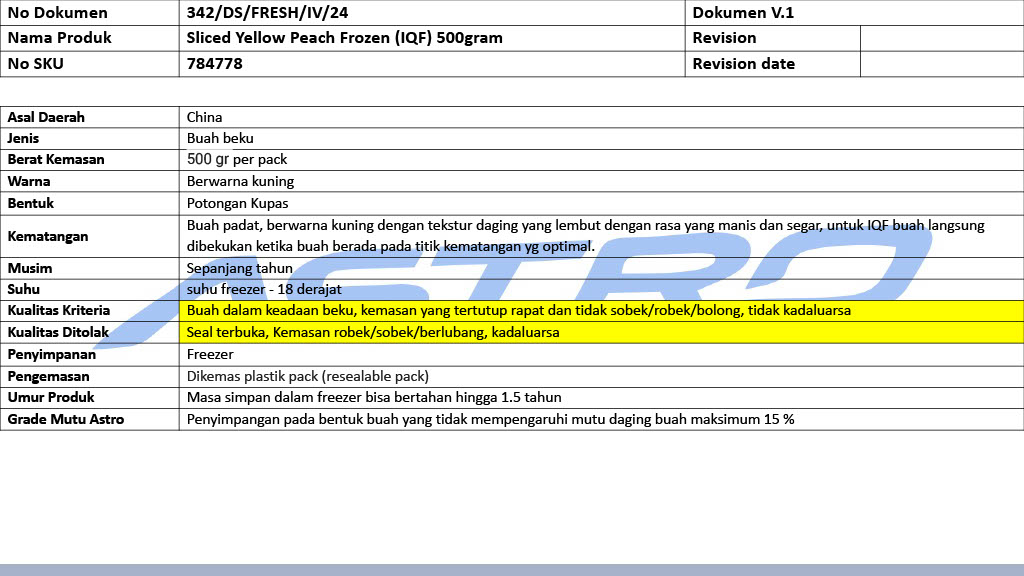 No Dokumen 342/DS/FRESH/IV/24 Dokumen V.1
Nama Produk Sliced Yellow Peach Frozen (IQF) 500gram Revision
No SKU 784778 Revision date
Asal Daerah China
Jenis Buah beku
Berat Kemasan 500 gr per pack
Warna Berwarna kuning
Bentuk Potongan Kupas
Kematangan Buah padat, berwarna kuning dengan tekstur daging yang lembut dengan rasa yang manis dan segar, untuk IQF buah langsung
dibekukan ketika buah berada pada titik kematangan yg optimal.
Musim Sepanjang tahun
Suhu suhu freezer - 18 derajat
Kualitas Kriteria Buah dalam keadaan beku, kemasan yang tertutup rapat dan tidak sobek/robek/bolong, tidak kadaluarsa
Kualitas Ditolak Seal terbuka, Kemasan robek/sobek/berlubang, kadaluarsa
Penyimpanan Freezer
Pengemasan Dikemas plastik pack (resealable pack)
Umur Produk Masa simpan dalam freezer bisa bertahan hingga 1.5 tahun
Grade Mutu Astro Penyimpangan pada bentuk buah yang tidak mempengaruhi mutu daging buah maksimum 15 %
ASTRO